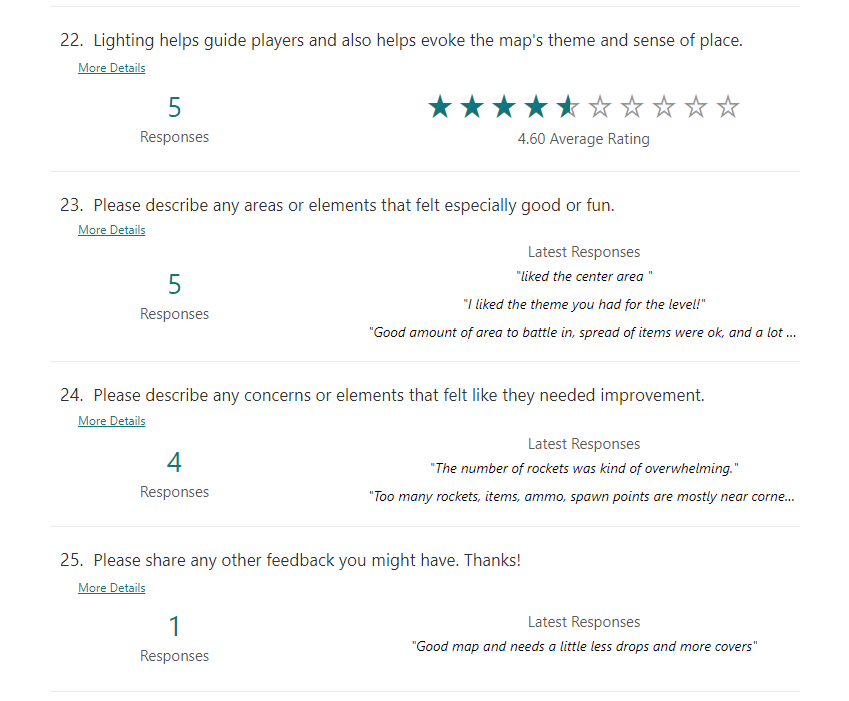 22. Lighting helps guide players and also helps evoke the map's theme and sense of place.
More Details
5
Responses
4.60 Average Rating
23. Please describe any areas or elements that felt especially good or fun.
More Details
5
Responses
Latest Responses
"liked the center area "
"I liked the theme you had for the level!"
"Good amount of area to battle in, spread of items were ok, and a lot ...
24. Please describe any concerns or elements that felt like they needed improvement.
More Details
4
Responses
Latest Responses
"The number of rockets was kind of overwhelming."
"Too many rockets, items, ammo, spawn points are mostly near corne...
25. Please share any other feedback you might have. Thanks!
More Details
1
Responses
Latest Responses
"Good map and needs a little less drops and more covers"